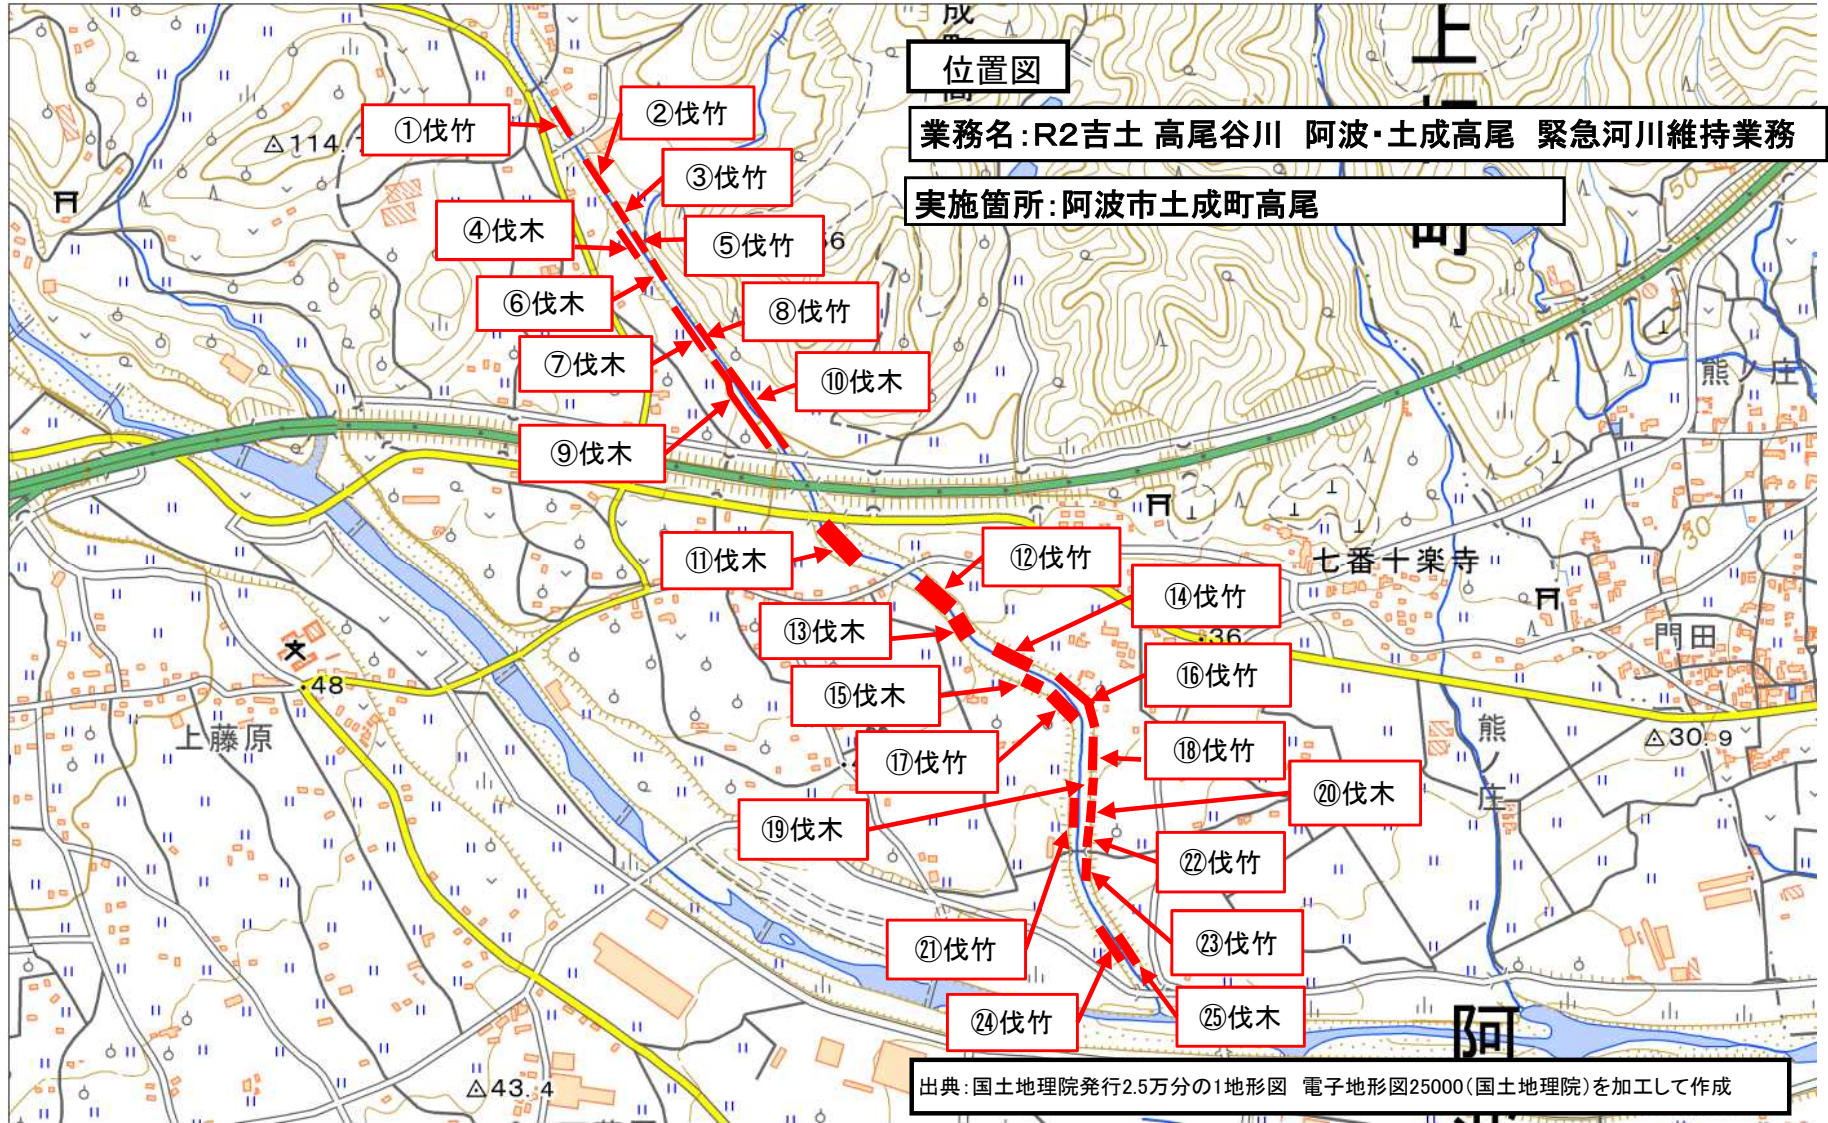 位置図
業務名:R2吉土 高尾谷川 阿波・土成高尾 緊急河川維持業務
実施箇所:阿波市土成町高尾
①伐竹
②伐竹
③伐竹
④伐木
⑤伐竹
⑥伐木
⑧伐竹
⑦伐木
⑩伐木
⑨伐木
⑪伐木
⑫伐竹
⑭伐竹
⑬伐木
⑯伐竹
⑮伐木
⑱伐竹
⑰伐竹
⑳伐木
⑲伐木
㉒伐竹
㉑伐竹
㉓伐竹
㉔伐竹
㉕伐木
114.7
熊ノ庄
七番十楽寺
門田
36
48
上藤原
熊ノ庄
30.9
43.4
50
30
上
町
阿
成
出典:国土地理院発行2.5万分の1地形図 電子地形図25000(国土地理院)を加工して作成